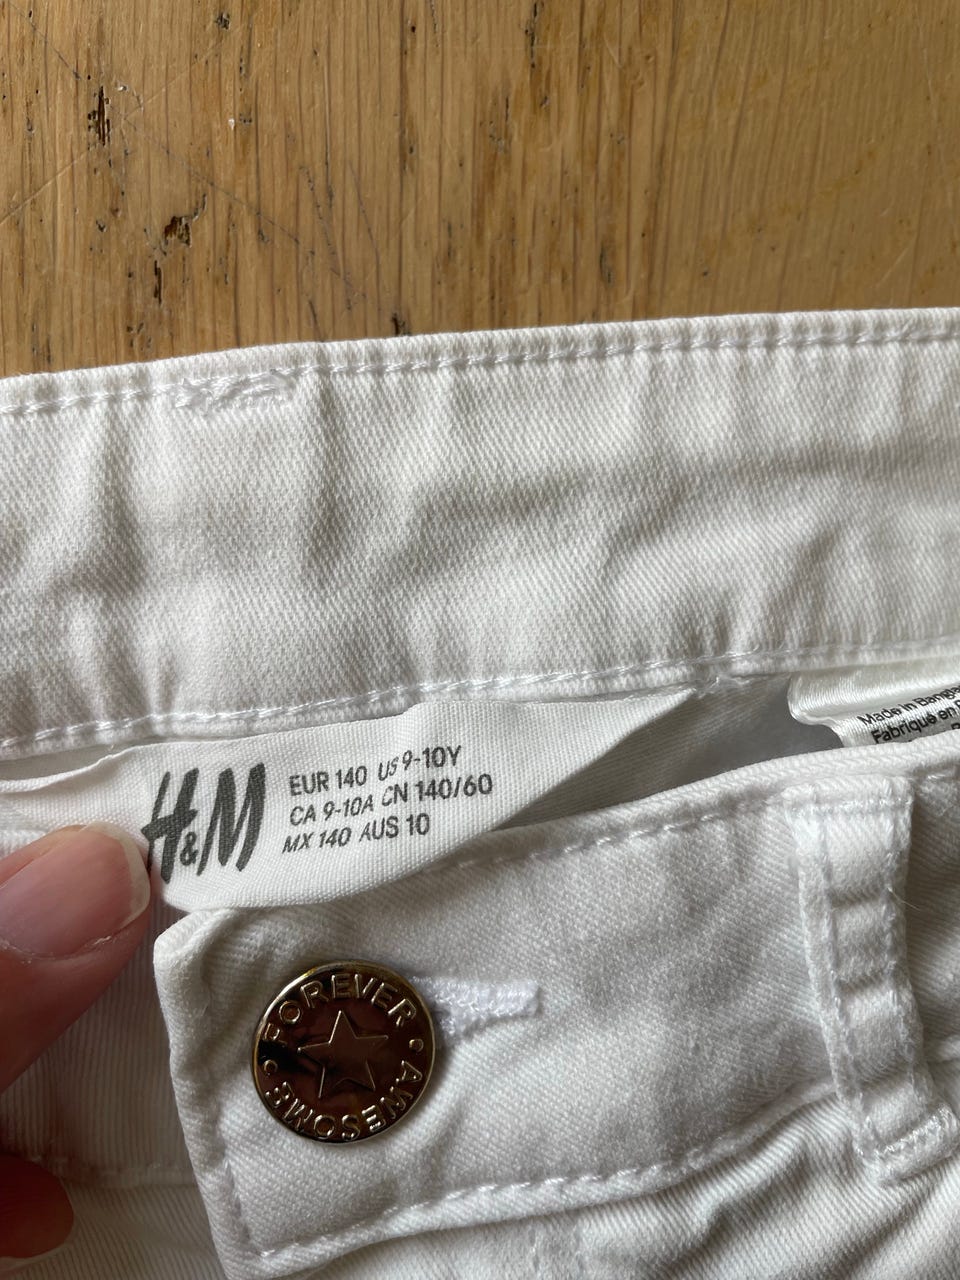 H&M
EUR 140 US 9-10Y
CA 9-10A CN 140/60
MX 140 AUS 10
Made in
Fabriqué en
FOREVER
• AWESOME •